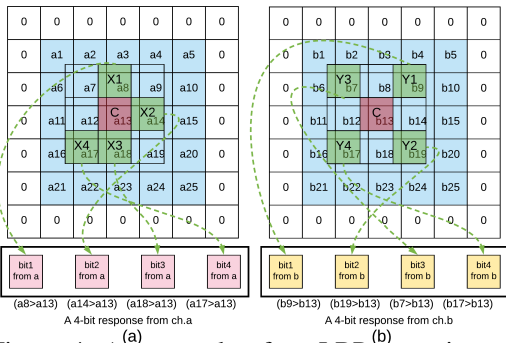 0 0 0 0 0 0 0
0 a1 a2 a3 a4 a5 0
X1
0 a6 a7 a8 a9 a10 0
C X2
0 a11 a12 a13 a14 a15 0
X4 X3
0 a16 a17 a18 a19 a20 0
0 a21 a22 a23 a24 a25 0
0 0 0 0 0 0 0
bit1 from a
bit2 from a
bit3 from a
bit4 from a
(a8>a13) (a14>a13) (a18>a13) (a17>a13)
A 4-bit response from ch.a
(a)
0 0 0 0 0 0 0
0 b1 b2 b3 b4 b5 0
Y3 Y1
0 b6 b7 b8 b9 b10 0
C
0 b11 b12 b13 b14 b15 0
Y4 Y2
0 b16 b17 b18 b19 b20 0
0 b21 b22 b23 b24 b25 0
0 0 0 0 0 0 0
bit1 from b
bit2 from b
bit3 from b
bit4 from b
(b9>b13) (b19>b13) (b7>b13) (b17>b13)
A 4-bit response from ch.b
(b)